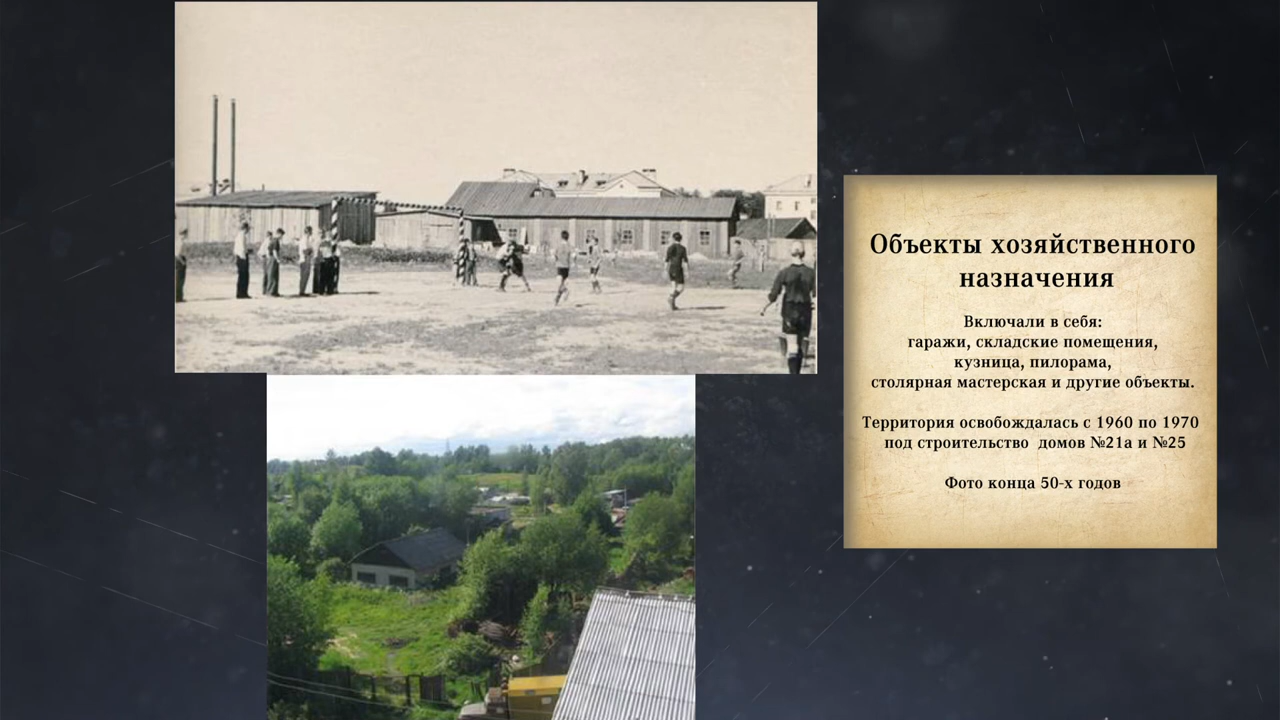 Объекты хозяйственного
назначения
Включали в себя:
гаражи, складские помещения,
кузница, пилорама,
столярная мастерская и другие объекты.
Территория освобождалась с 1960 по 1970
под строительство домов №21а и №25
Фото конца 50-х годов